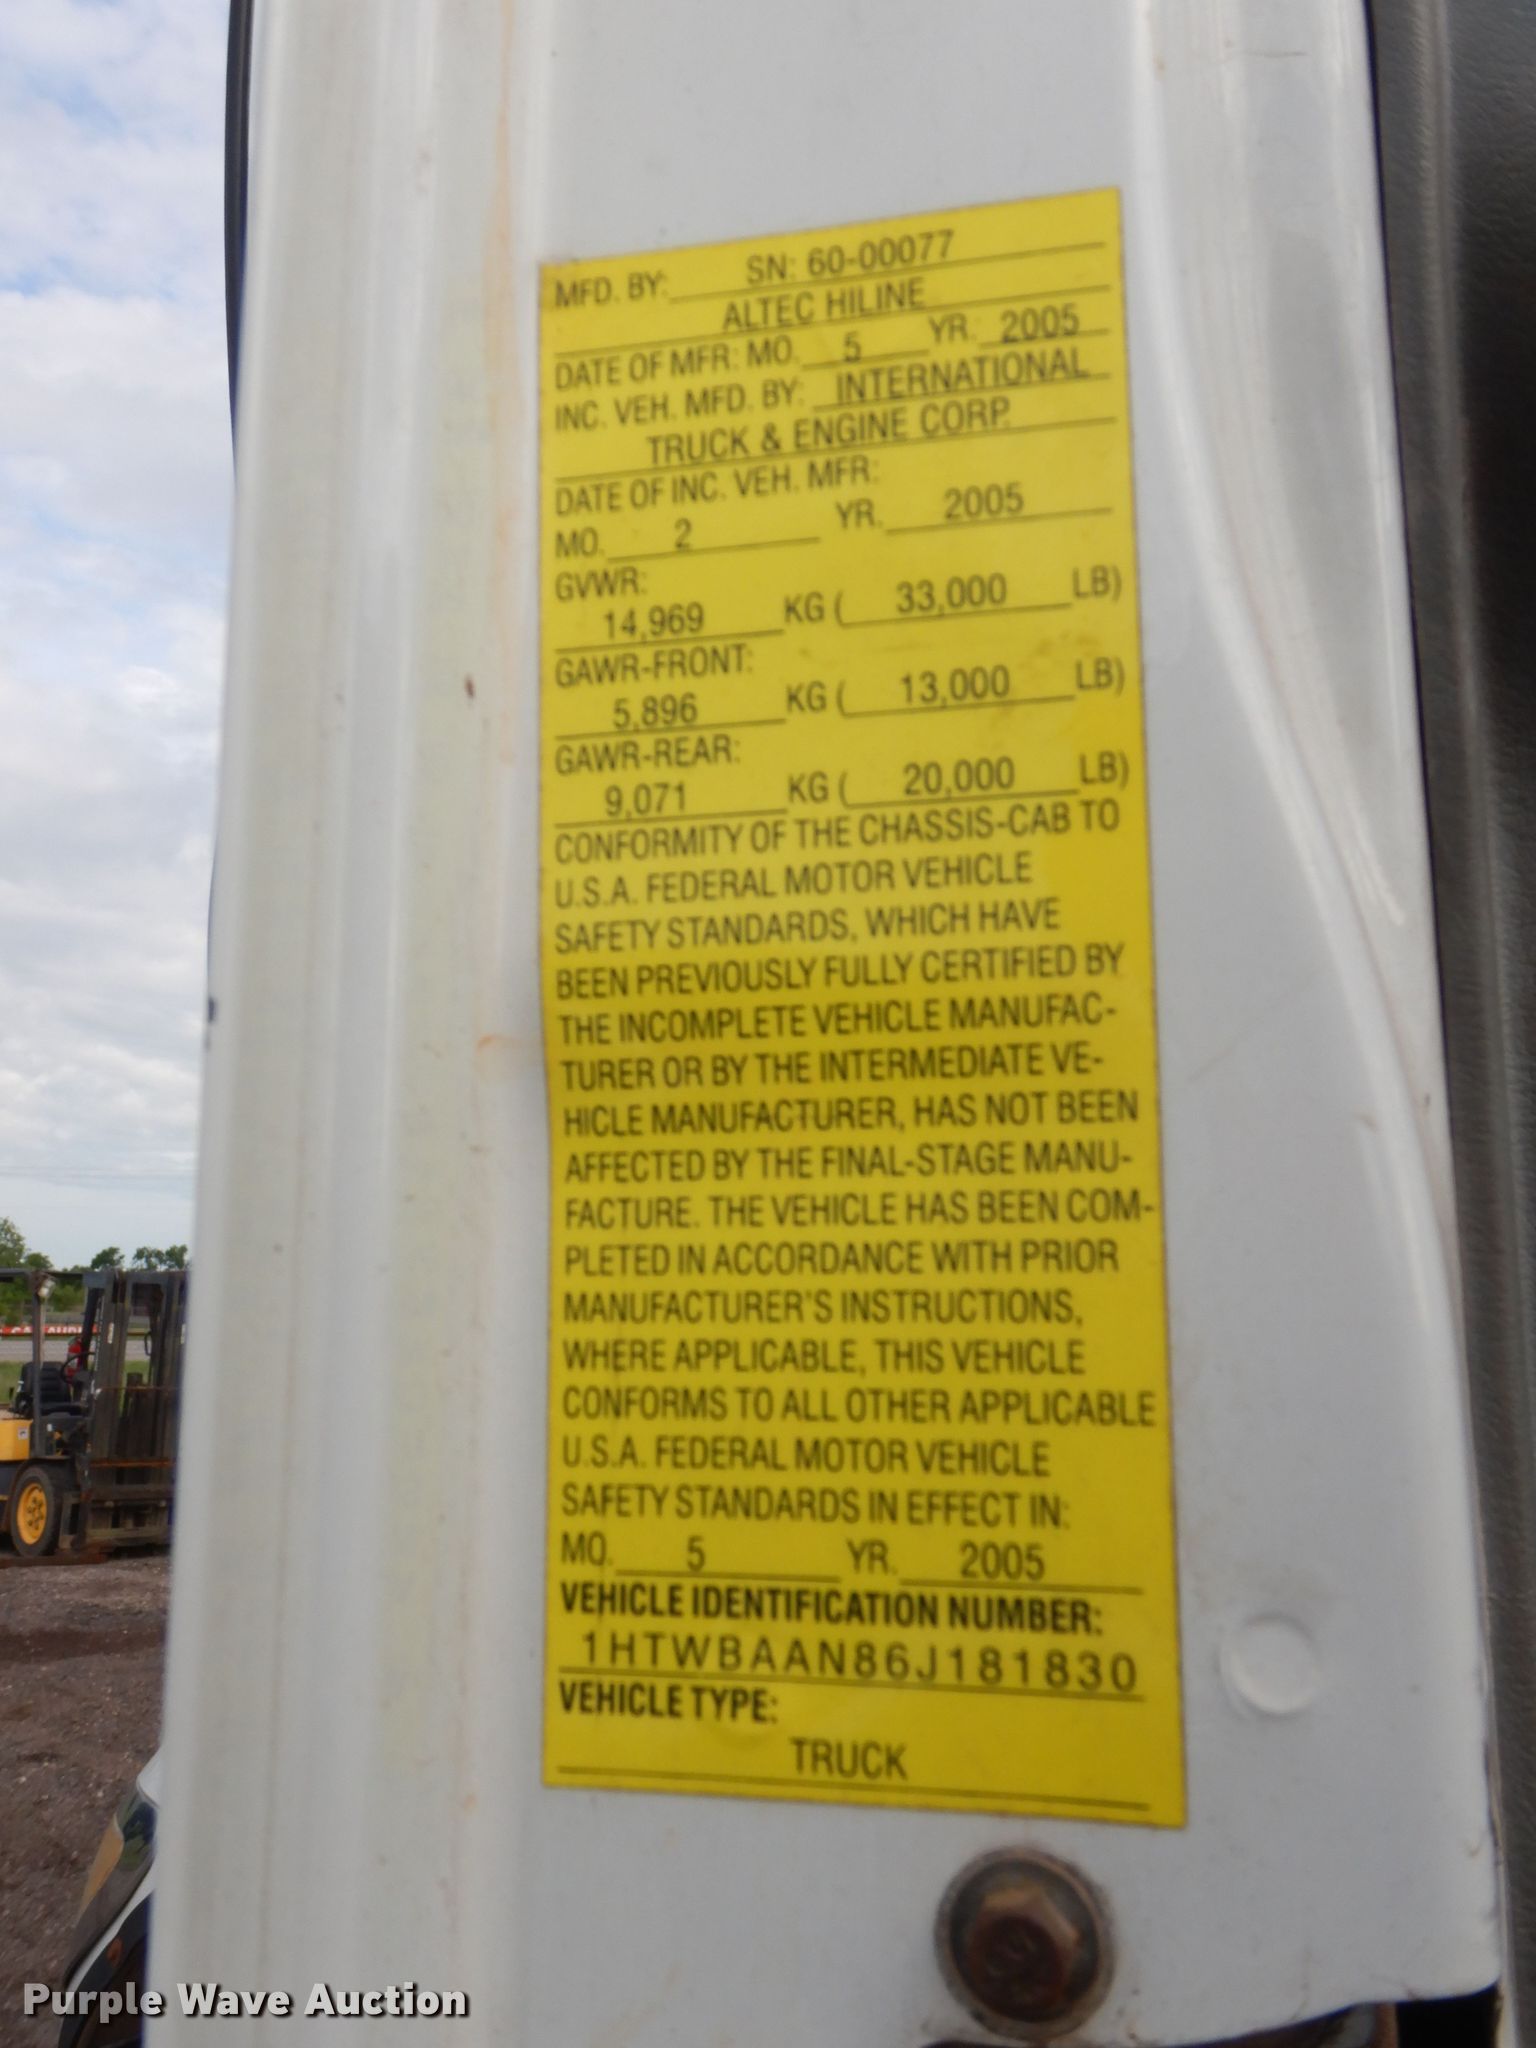 MFD. BY: SN: 60-00077
ALTEC HILINE
DATE OF MFR: MO. 5 YR. 2005
INC. VEH. MFD. BY: INTERNATIONAL
TRUCK & ENGINE CORP.
DATE OF INC. VEH. MFR:
MO. 2 YR. 2005
GVWR:
14,969 KG ( 33,000 LB)
GAWR-FRONT:
5,896 KG ( 13,000 LB)
GAWR-REAR:
9,071 KG ( 20,000 LB)
CONFORMITY OF THE CHASSIS-CAB TO
U.S.A. FEDERAL MOTOR VEHICLE
SAFETY STANDARDS, WHICH HAVE
BEEN PREVIOUSLY FULLY CERTIFIED BY
THE INCOMPLETE VEHICLE MANUFAC-
TURER OR BY THE INTERMEDIATE VE-
HICLE MANUFACTURER, HAS NOT BEEN
AFFECTED BY THE FINAL-STAGE MANU-
FACTURE. THE VEHICLE HAS BEEN COM-
PLETED IN ACCORDANCE WITH PRIOR
MANUFACTURER'S INSTRUCTIONS,
WHERE APPLICABLE, THIS VEHICLE
CONFORMS TO ALL OTHER APPLICABLE
U.S.A. FEDERAL MOTOR VEHICLE
SAFETY STANDARDS IN EFFECT IN:
MO. 5 YR. 2005
VEHICLE IDENTIFICATION NUMBER:
1HTWBAAN86J181830
VEHICLE TYPE:
TRUCK
Purple Wave Auction